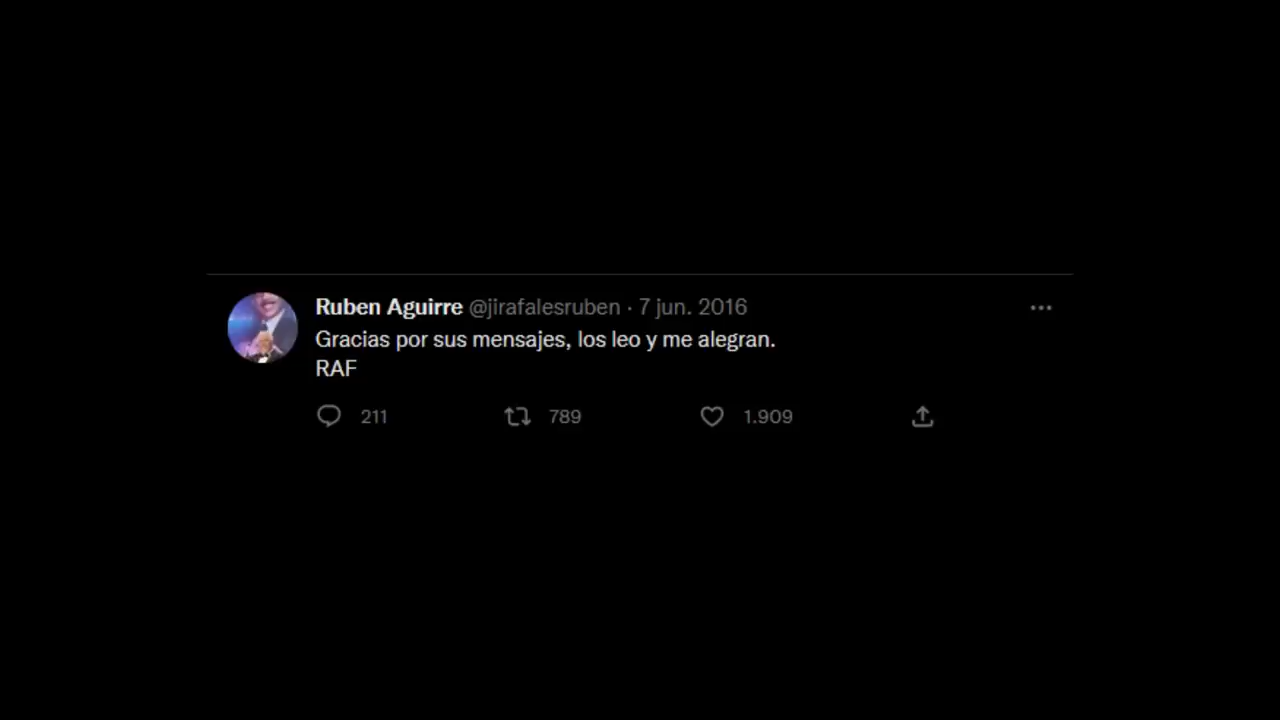 Ruben Aguirre @jirafalesruben · 7 jun. 2016
Gracias por sus mensajes, los leo y me alegran.
RAF
211 789 1.909